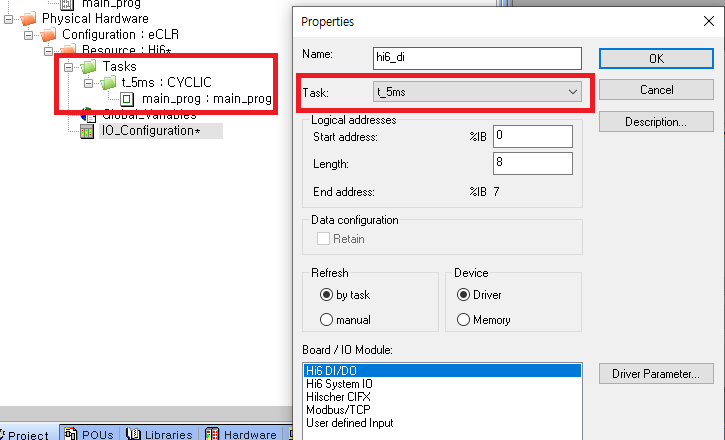 main_prog
Physical Hardware
Configuration : eCLR
Resource : Hi6*
Tasks
t_5ms : CYCLIC
main_prog : main_prog
Global_Variables
IO_Configuration*
Project
POUs
Libraries
Hardware
Properties
Name:
hi6_di
OK
Task:
t_5ms
Cancel
Logical addresses
Description...
Start address:
%IB
0
Length:
8
End address:
%IB 7
Data configuration
Retain
Refresh
Device
by task
Driver
manual
Memory
Board / IO Module:
Hi6 DI/DO
Driver Parameter...
Hi6 System IO
Hilscher CIFX
Modbus/TCP
User defined Input